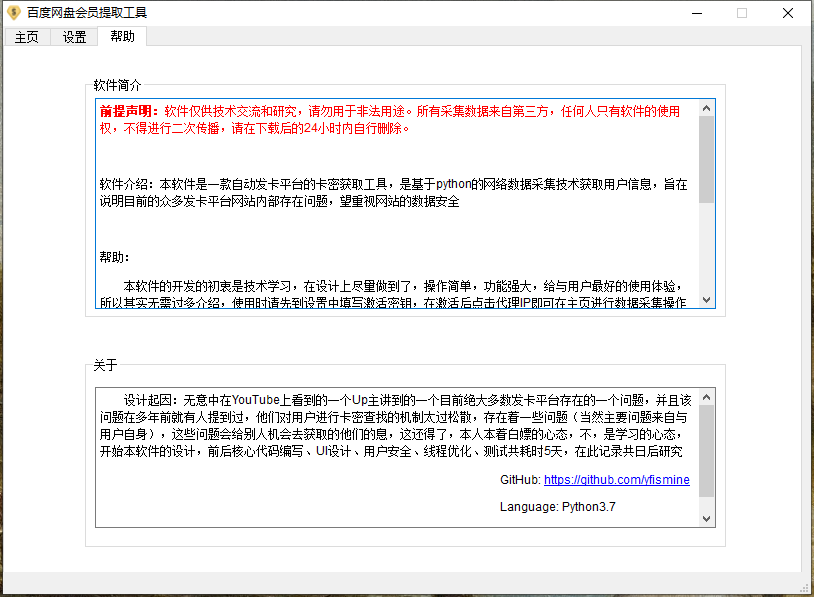 百度网盘会员提取工具
主页 设置 帮助
软件简介
前提声明：软件仅供技术交流和研究，请勿用于非法用途。所有采集数据来自第三方，任何人只有软件的使用
权，不得进行二次传播，请在下载后的24小时内自行删除。
软件介绍：本软件是一款自动发卡平台的卡密获取工具，是基于python的网络数据采集技术获取用户信息，旨在
说明目前的众多发卡平台网站内部存在问题，望重视网站的数据安全
帮助：
本软件的开发的初衷是技术学习，在设计上尽量做到了，操作简单，功能强大，给与用户最好的使用体验，
所以其实无需过多介绍，使用时请先到设置中填写激活密钥，在激活后点击代理IP即可在主页进行数据采集操作
关于
设计起因：无意中在YouTube上看到的一个Up主讲到的一个目前绝大多数发卡平台存在的一个问题，并且该
问题在多年前就有人提到过，他们对用户进行卡密查找的机制太过松散，存在着一些问题（当然主要问题来自与
用户自身），这些问题会给别人机会去获取的他们的息，这还得了，本人本着白嫖的心态，不，是学习的心态，
开始本软件的设计，前后核心代码编写、UI设计、用户安全、线程优化、测试共耗时5天，在此记录共日后研究
GitHub: https://github.com/yfismine
Language: Python3.7